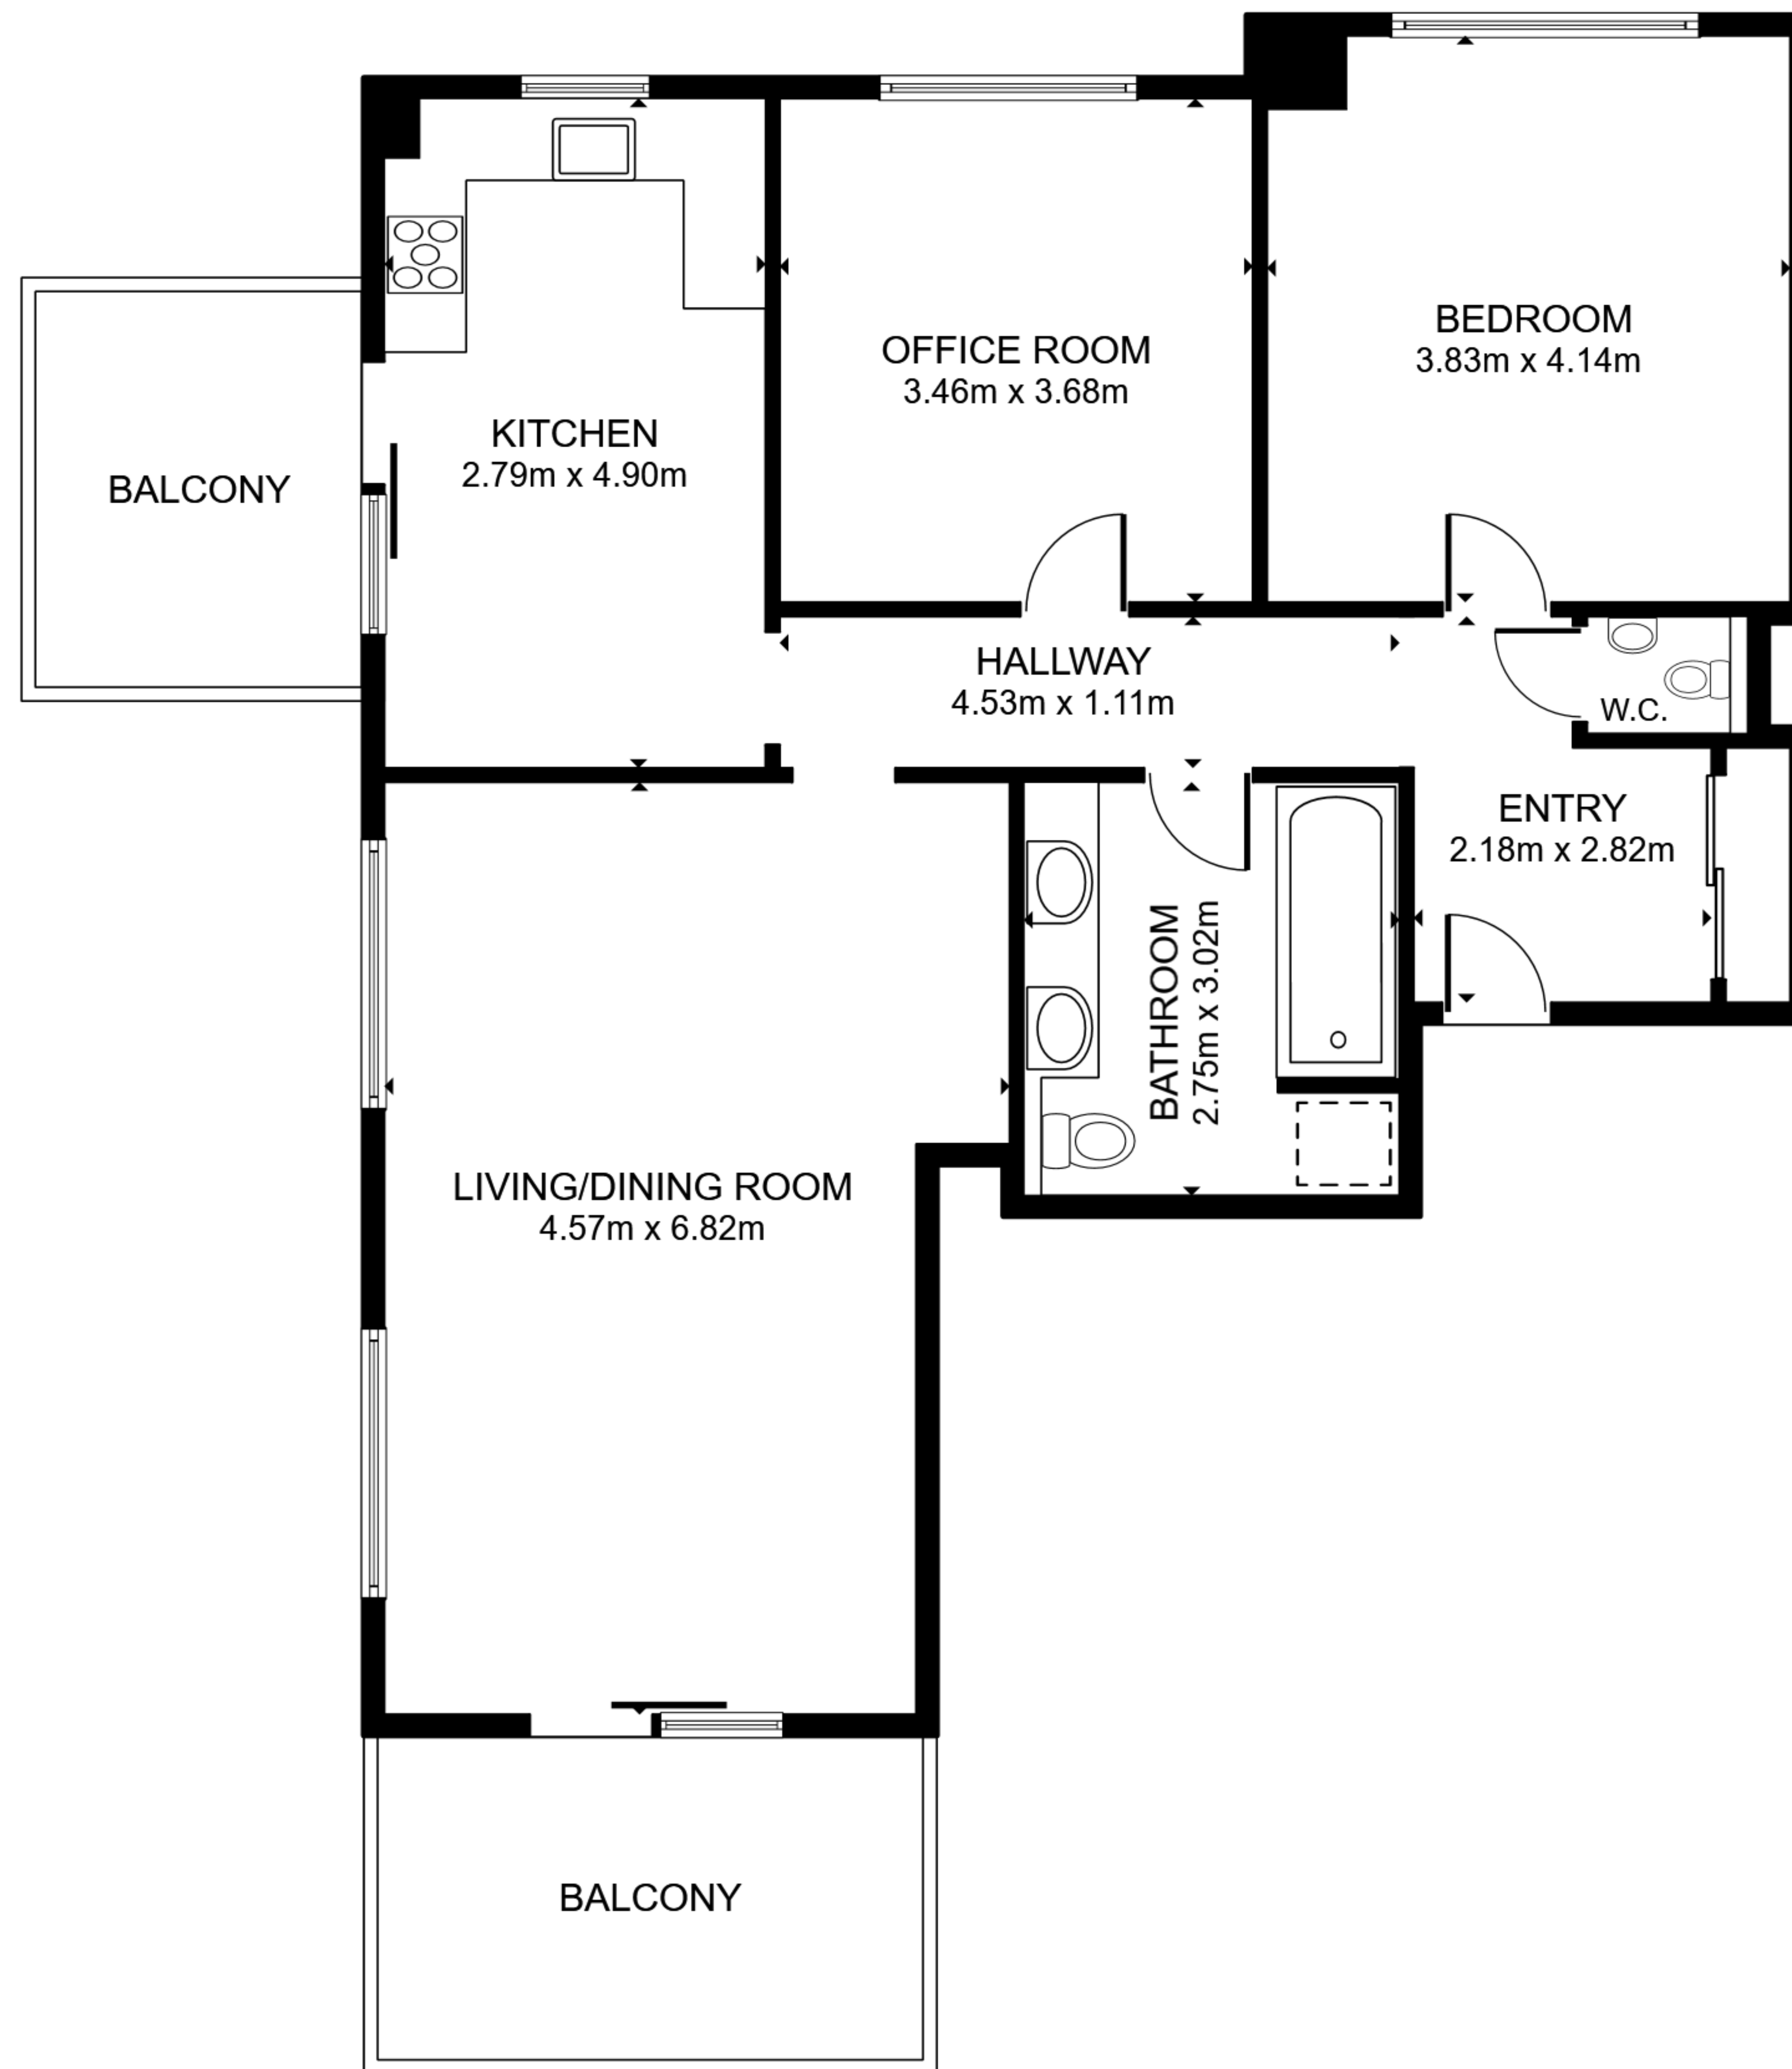 BEDROOM
3.83m x 4.14m
OFFICE ROOM
3.46m x 3.68m
KITCHEN
2.79m x 4.90m
BALCONY
HALLWAY
4.53m x 1.11m
W.C.
ENTRY
2.18m x 2.82m
BATHROOM
2.75m x 3.02m
LIVING/DINING ROOM
4.57m x 6.82m
BALCONY